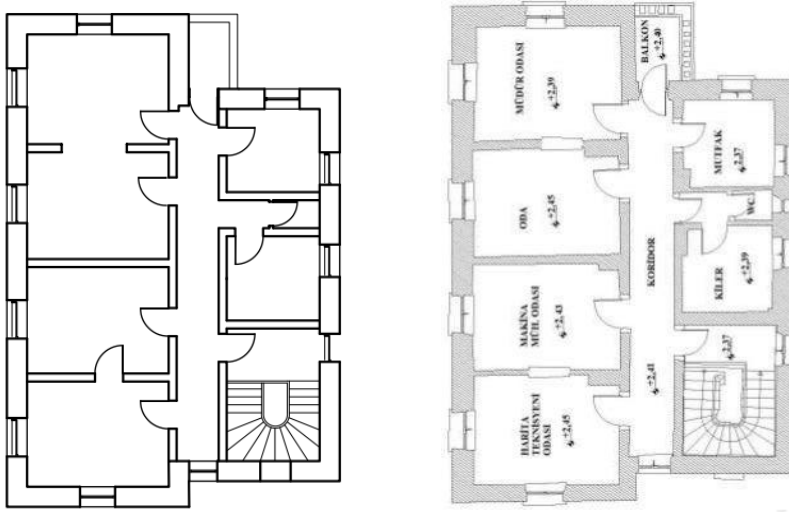 BALKON
+2,40
MÜDÜR ODASI
+2,39
MUTFAK
2,37
ODA
+2,45
WC
KORİDOR
KİLER
+2,39
MAKİNA
MÜH. ODASI
+2,43
2,37
+2,41
HARİTA
TEKNİSYENİ
ODASI
+2,45